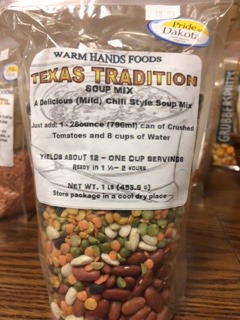 Pride
Dakota
WARM HANDS FOODS
TEXAS TRADITION
SOUP MIX
A Delicious (Mild) Chili Style Soup Mix
Just add: 1- 28ounce (796ml) can of Crushed
Tomatoes and 8 cups of Water
YIELDS ABOUT 12 - ONE CUP SERVINGS
READY IN 1 ½- 2 HOURS
NET WT. 1 LB (453.6 g)
Store package in a cool dry place